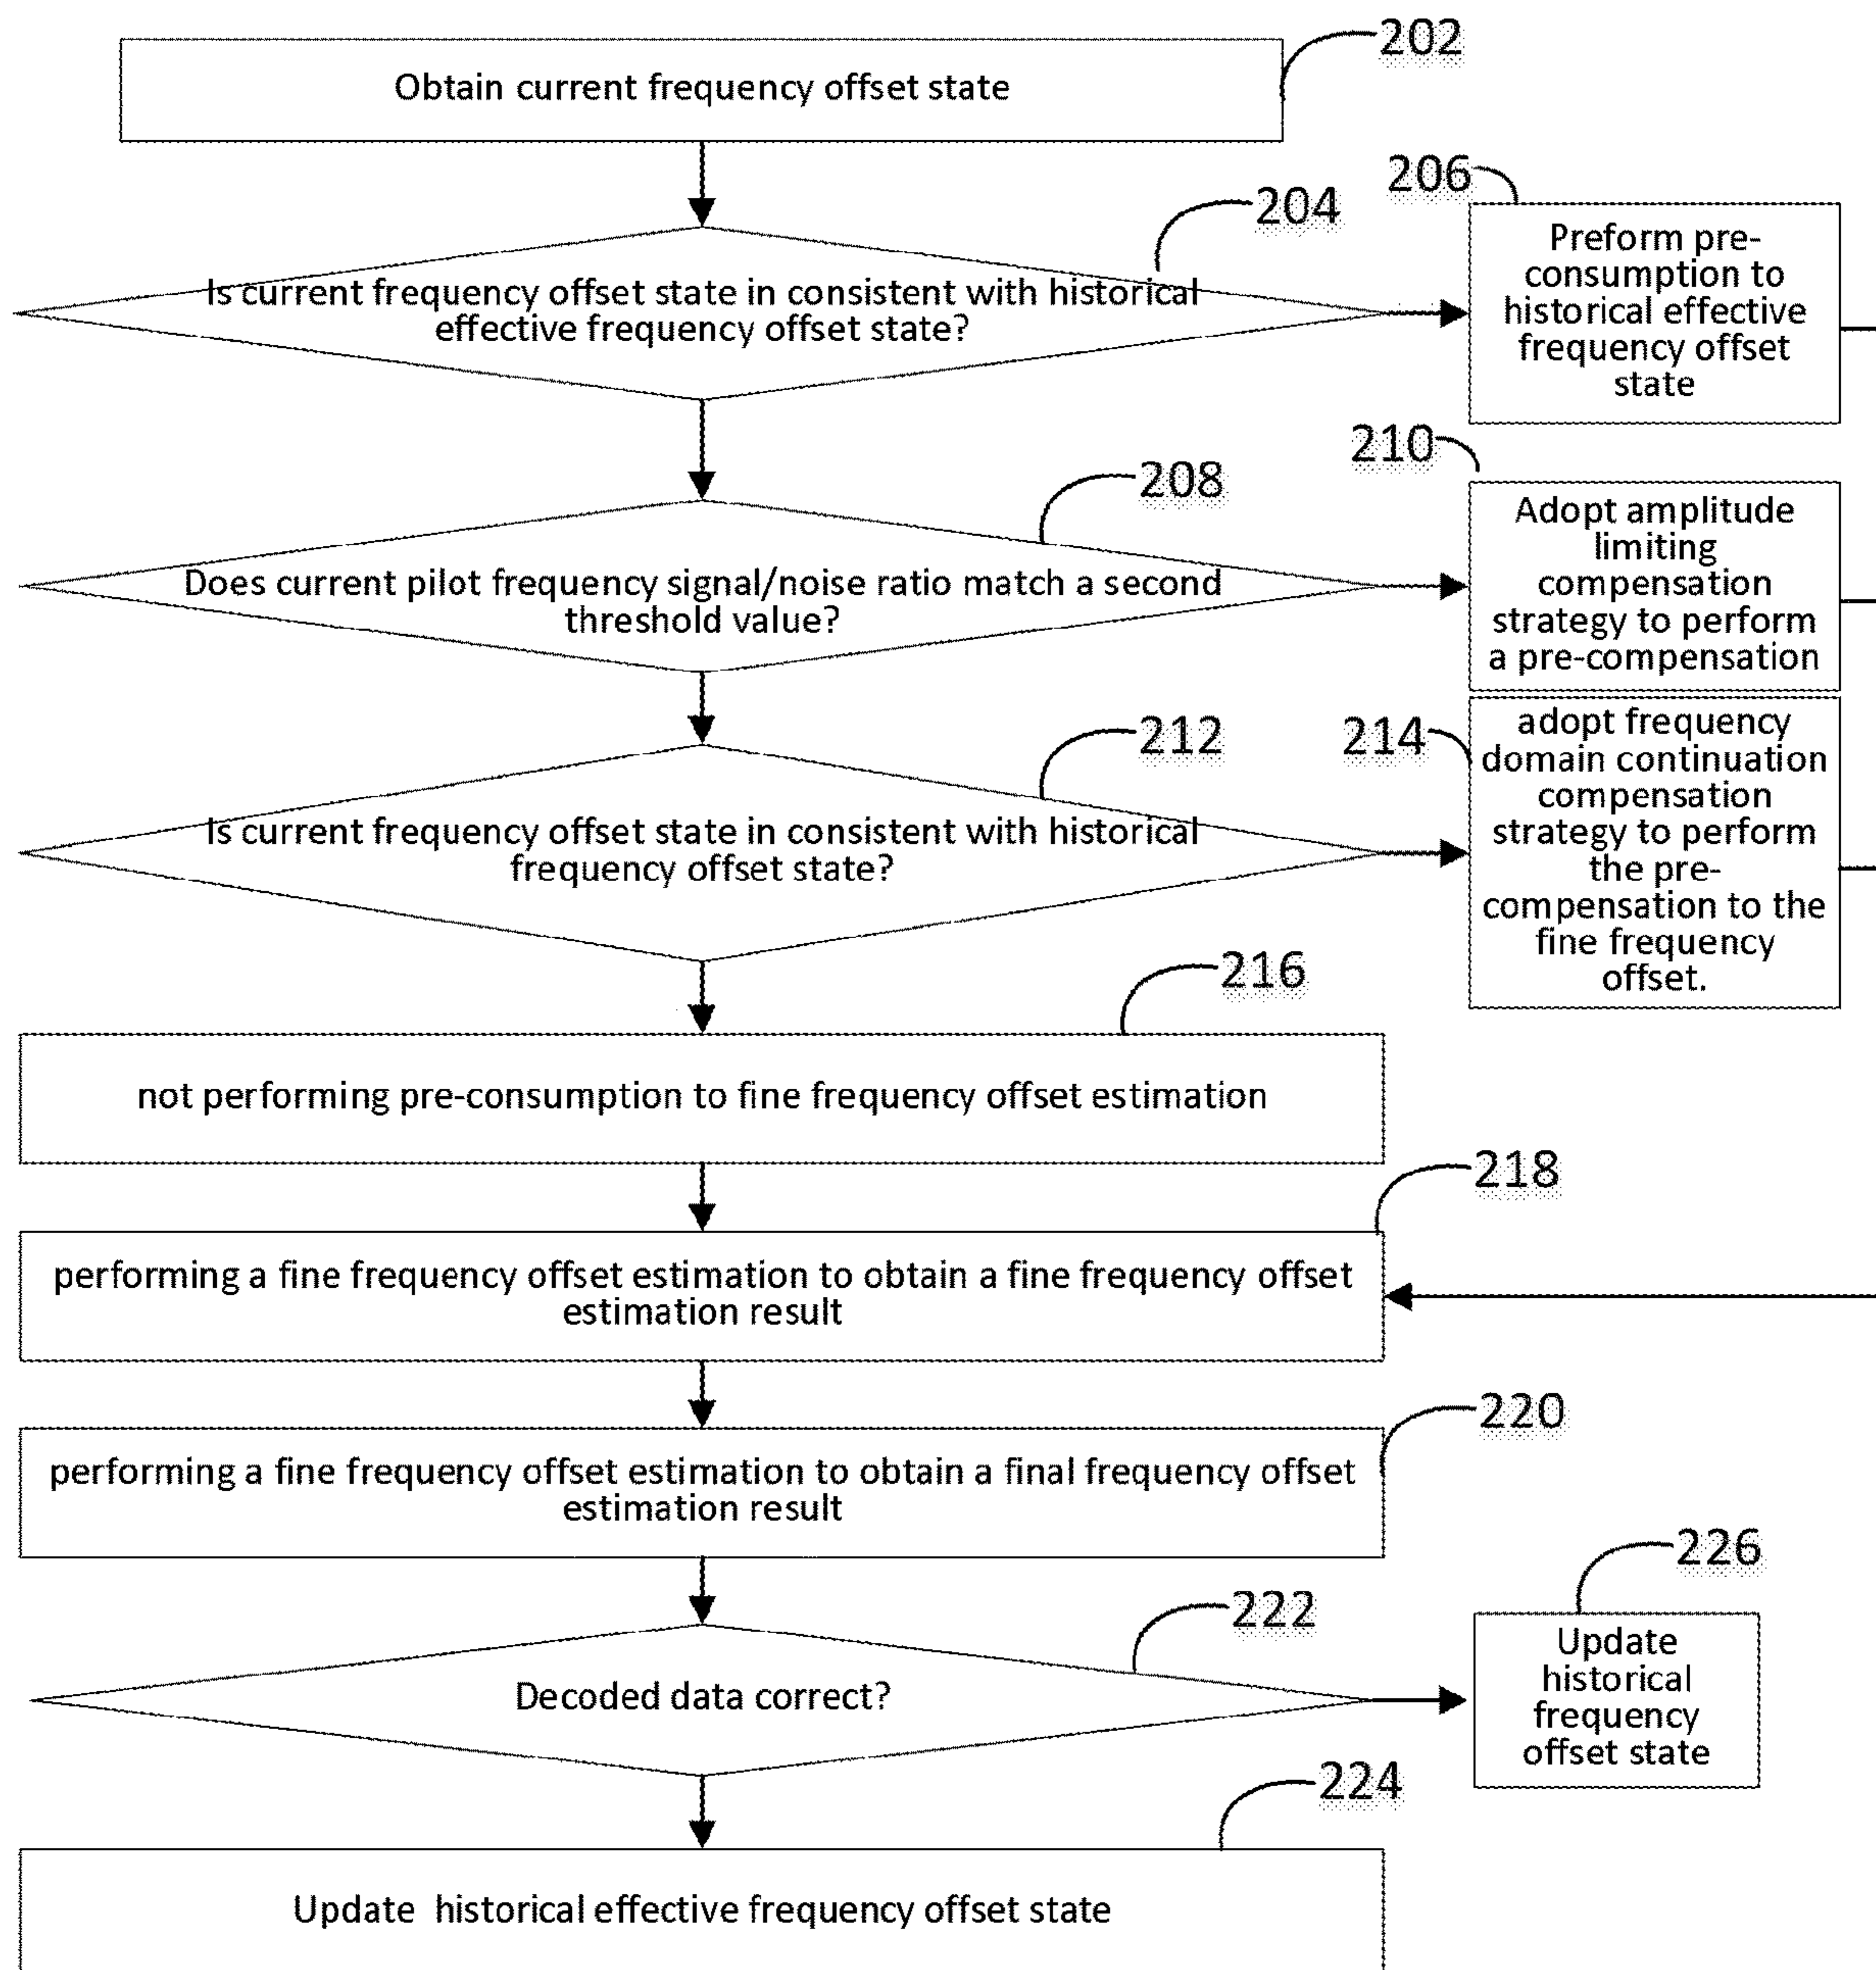 202
Obtain current frequency offset state
204
Is current frequency offset state in consistent with historical
effective frequency offset state?
206
Preform pre-
consumption to
historical effective
frequency offset
state
208
Does current pilot frequency signal/noise ratio match a second
threshold value?
210
Adopt amplitude
limiting
compensation
strategy to perform
a pre-compensation
212
Is current frequency offset state in consistent with historical
frequency offset state?
214
adopt frequency
domain continuation
compensation
strategy to perform
the pre-
compensation to the
fine frequency
offset.
216
not performing pre-consumption to fine frequency offset estimation
218
performing a fine frequency offset estimation to obtain a fine frequency offset
estimation result
220
performing a fine frequency offset estimation to obtain a final frequency offset
estimation result
222
Decoded data correct?
226
Update
historical
frequency
offset state
224
Update historical effective frequency offset state